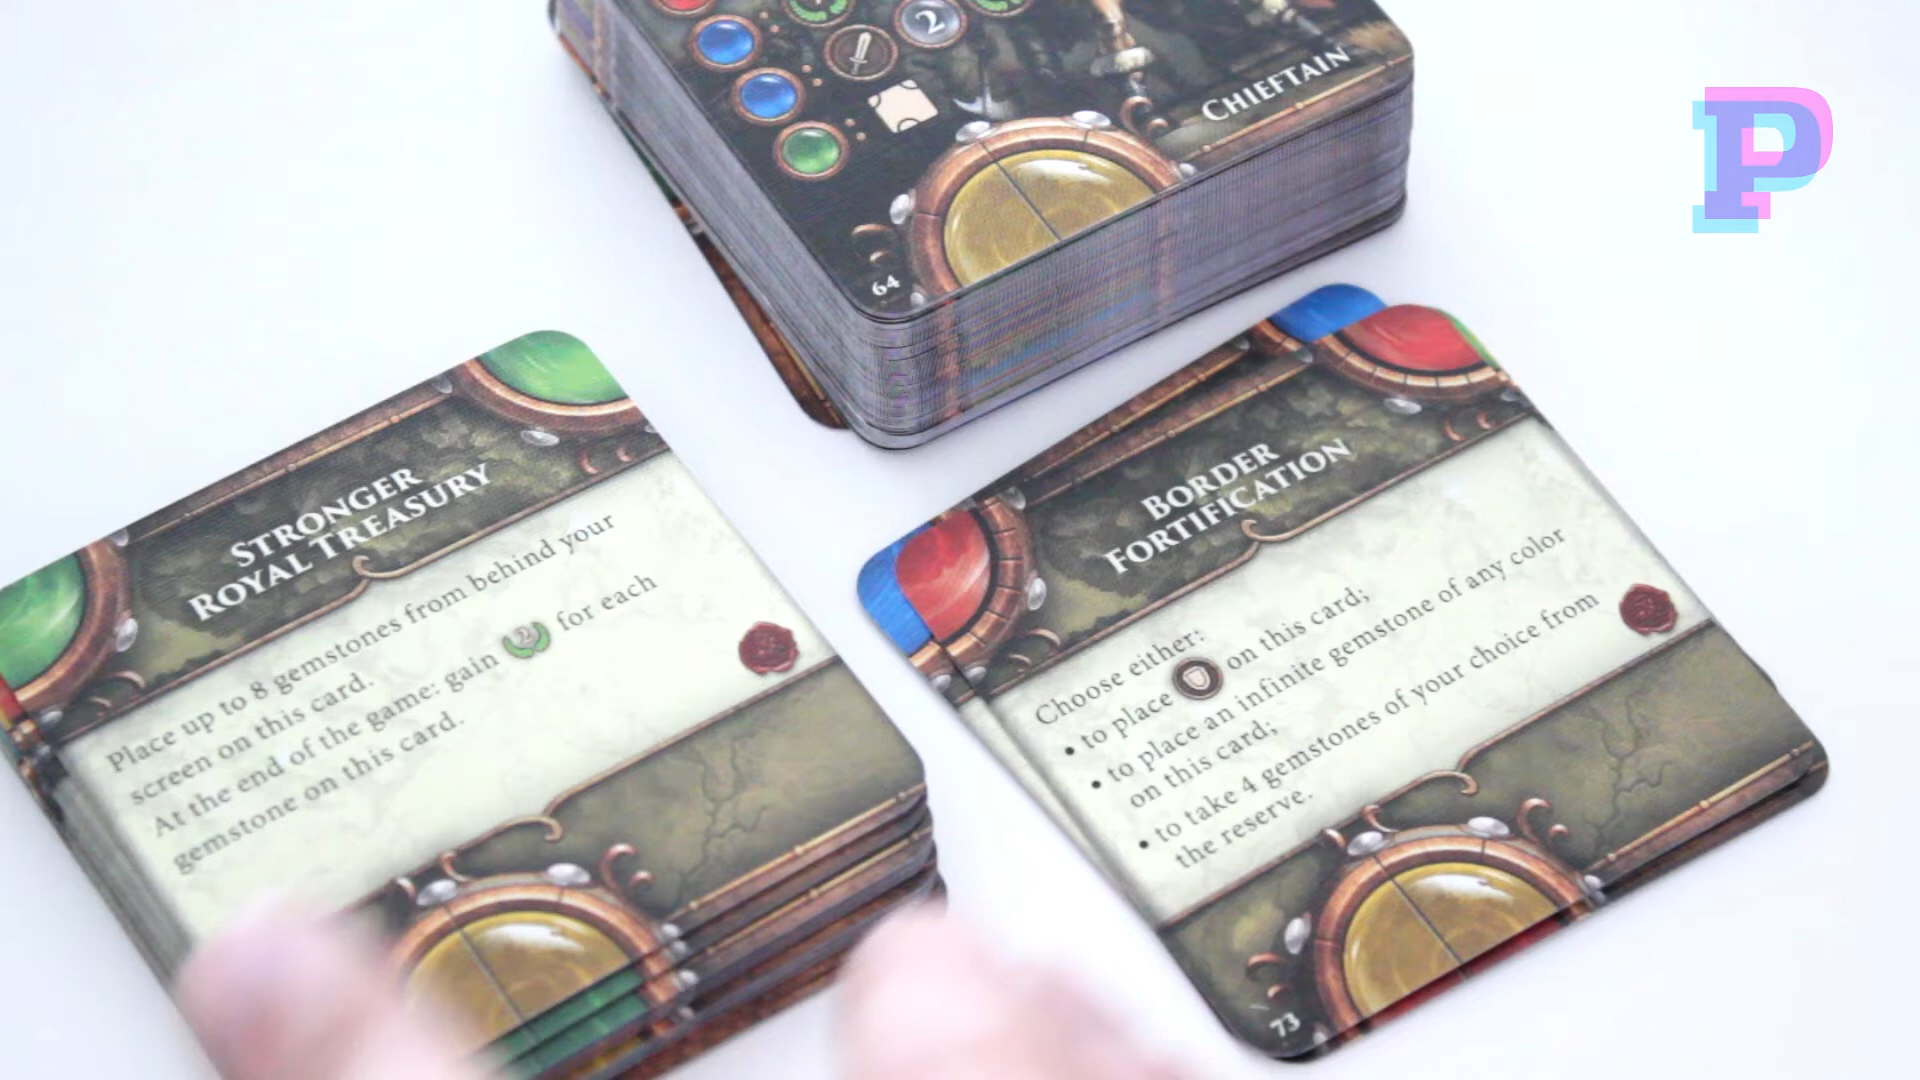 2
CHIEFTAIN
64
STRONGER
ROYAL TREASURY
Place up to 8 gemstones from behind your
screen on this card.
At the end of the game: gain 2 for each
gemstone on this card.
BORDER
FORTIFICATION
Choose either:
• to place on this card;
• to place an infinite gemstone of any color
on this card;
• to take 4 gemstones of your choice from
the reserve.
73
P